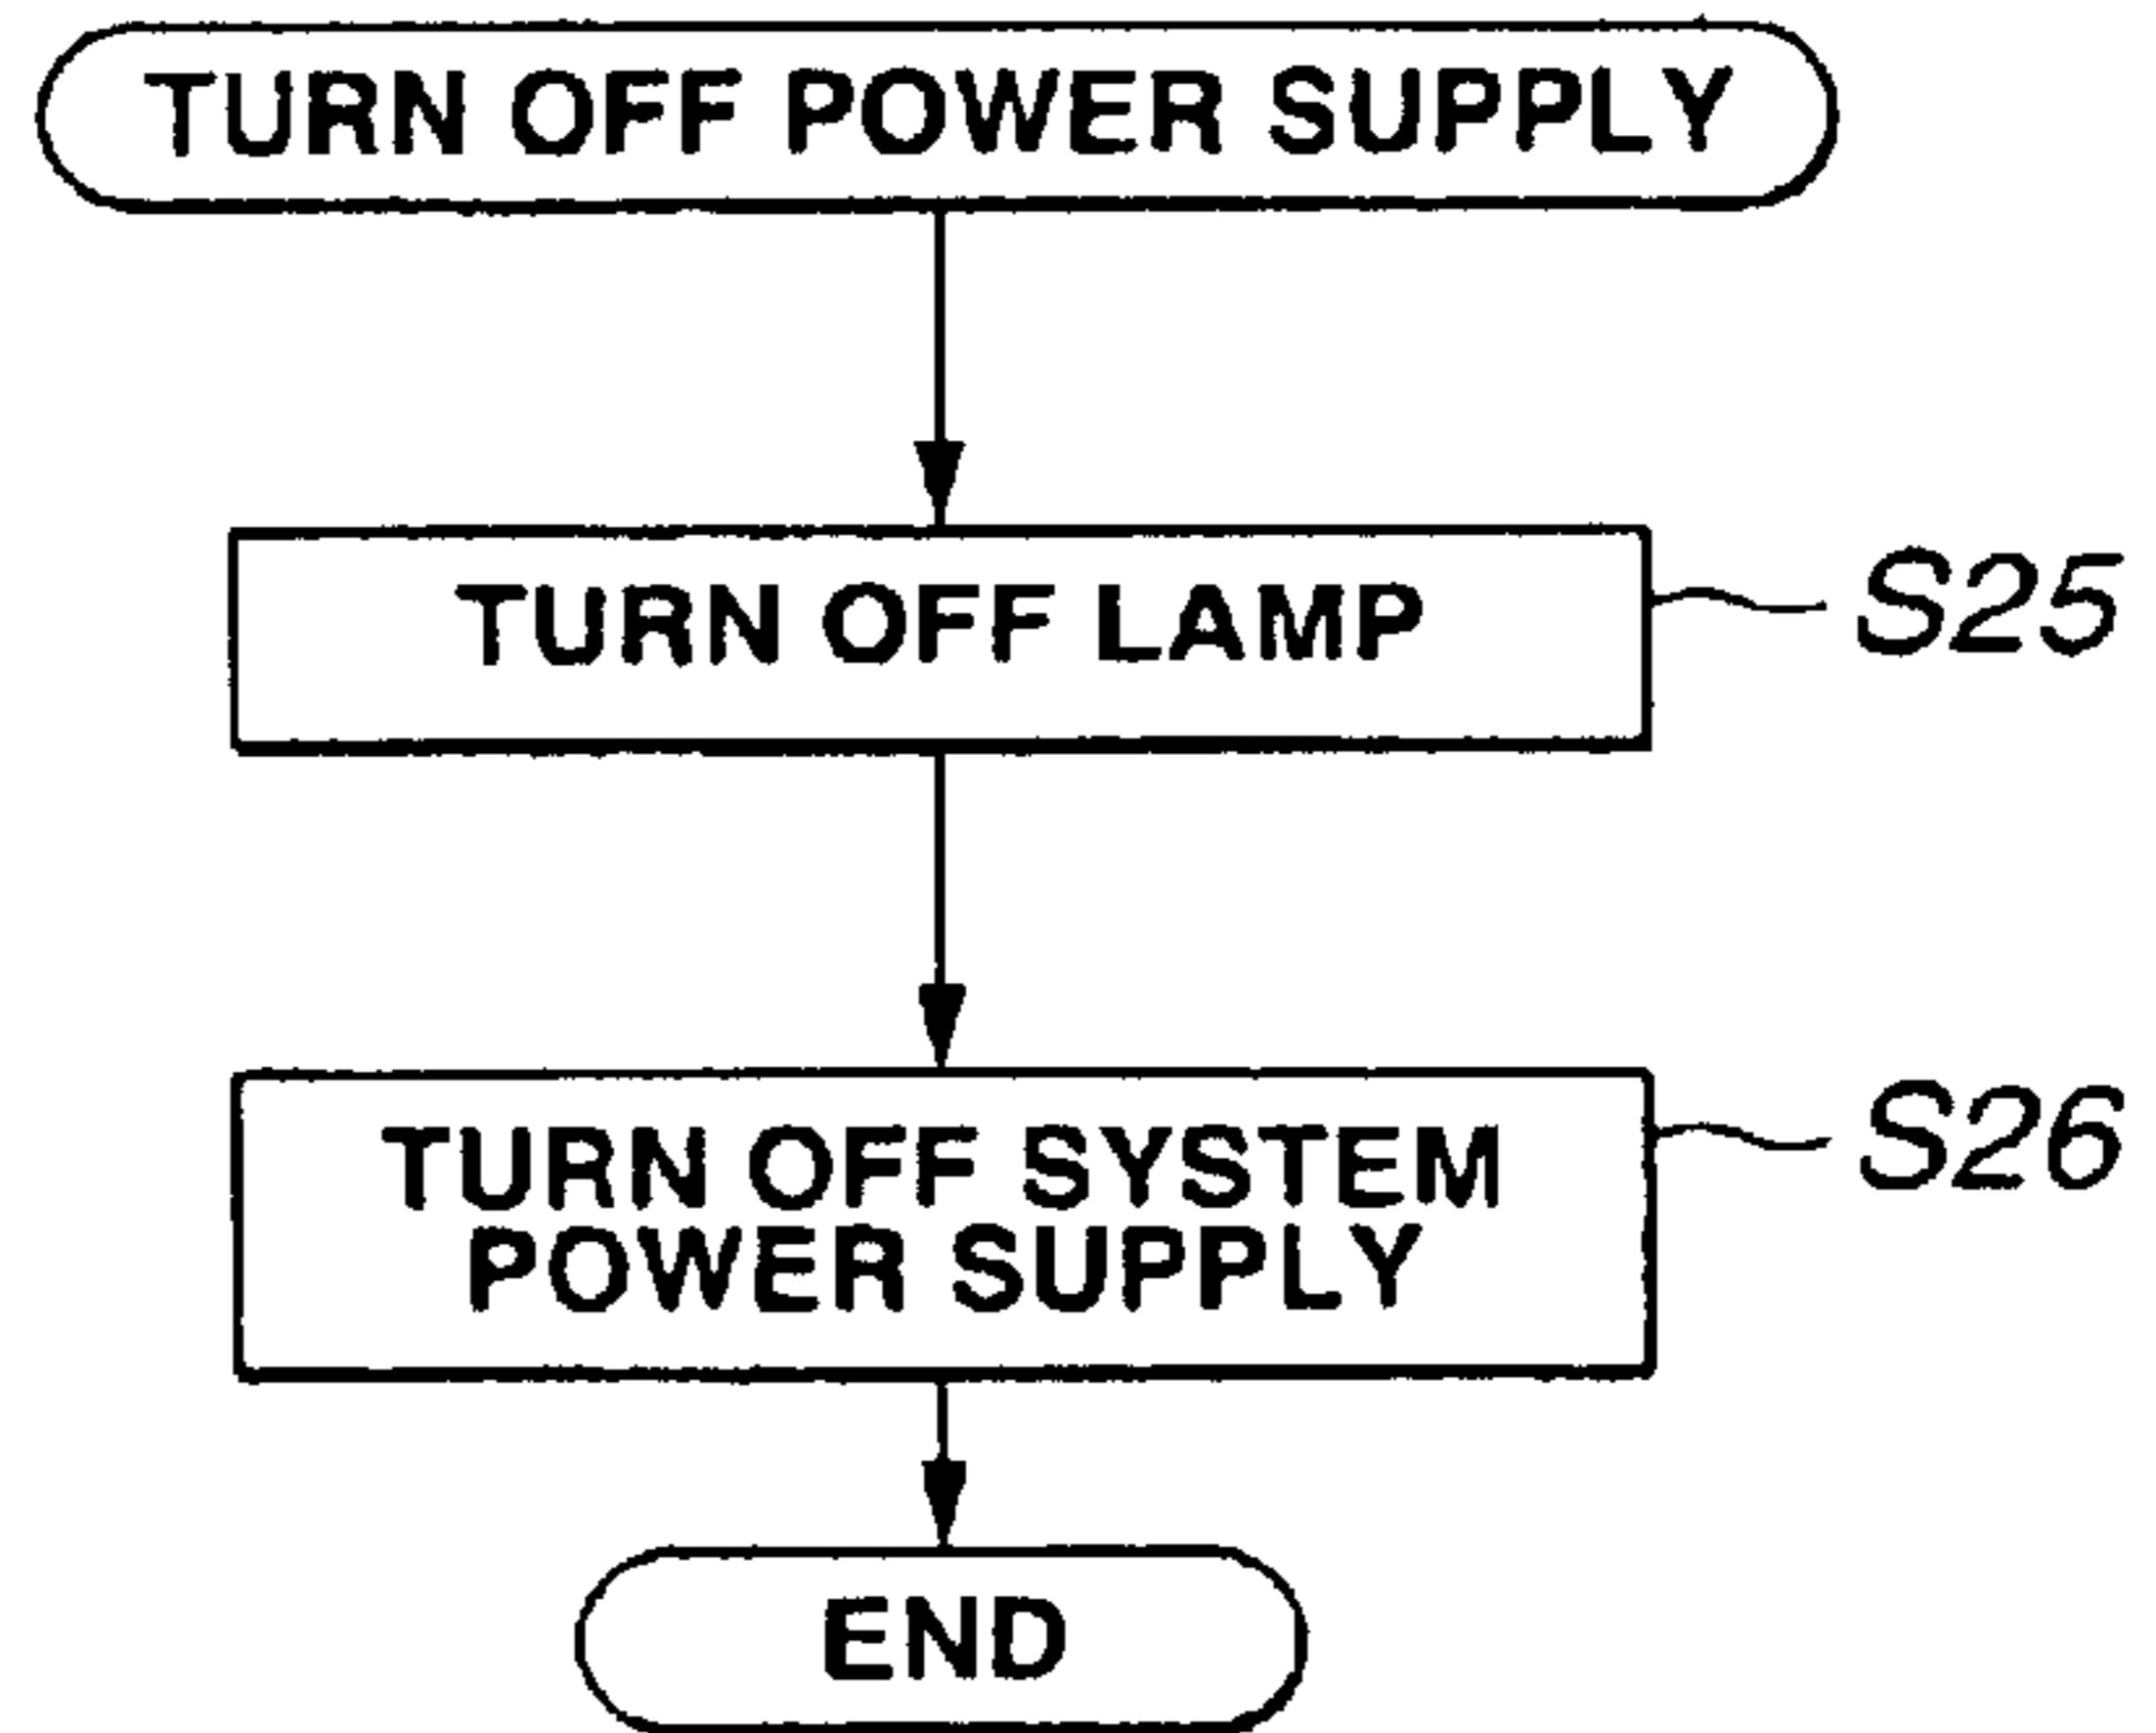 TURN OFF POWER SUPPLY
TURN OFF LAMP
S25
TURN OFF SYSTEM
POWER SUPPLY
S26
END